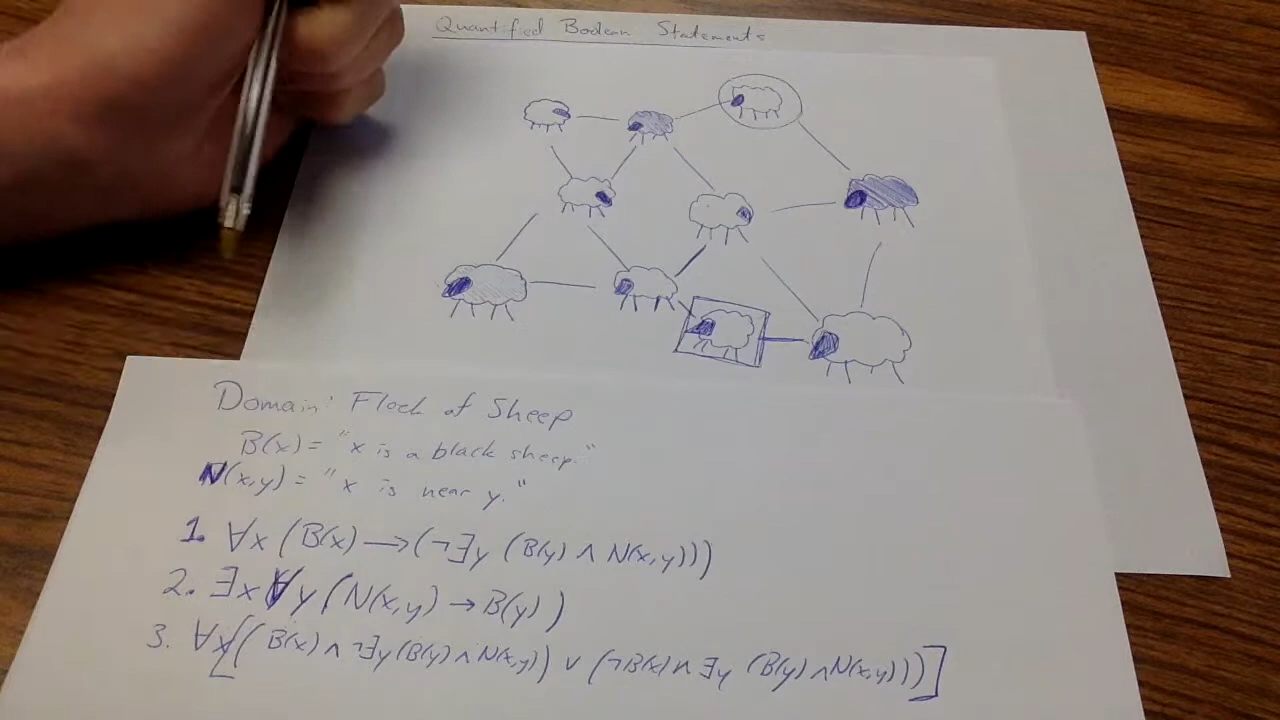 Quantified Boolean Statements
Domain: Flock of Sheep
B(x) = "x is a black sheep."
N(x,y) = "x is near y."
1. ∀x (B(x) → (¬∃y (B(y) ∧ N(x,y)))
2. ∃x ∀y (N(x,y) → B(y))
3. ∀x[(B(x) ∧ ¬∃y (B(y) ∧ N(x,y)) ∨ (¬B(x) ∧ ∃y (B(y) ∧ N(x,y)))]